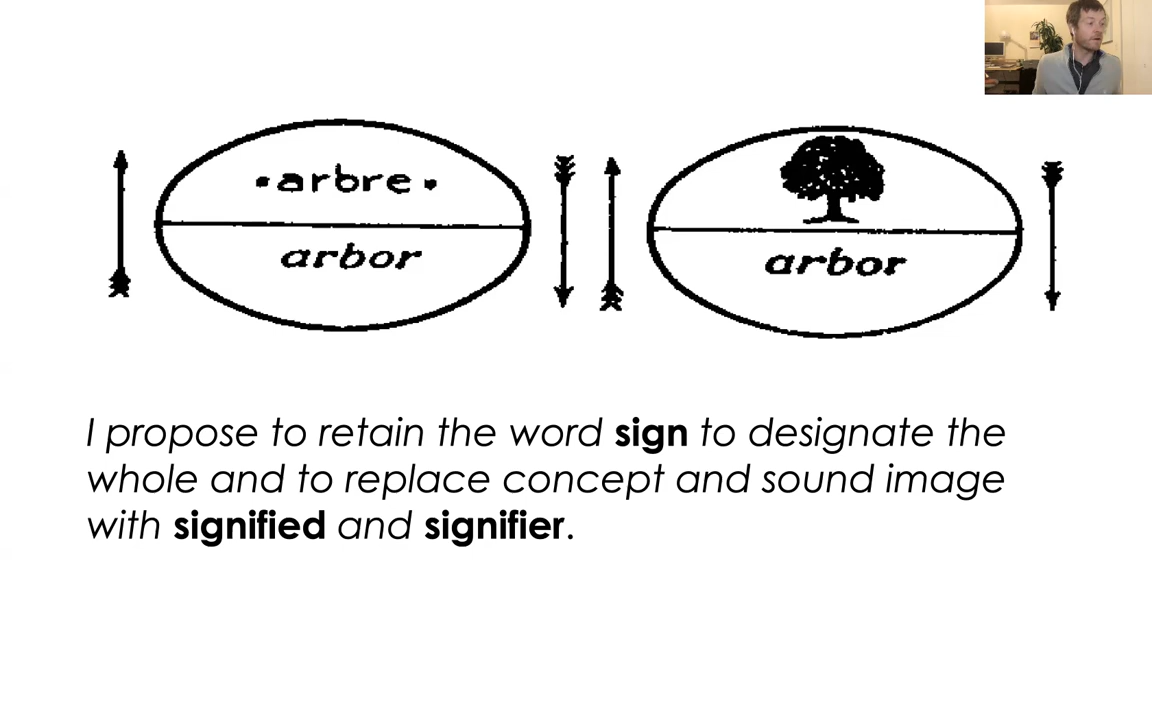 •arbre•
arbor
arbor
I propose to retain the word sign to designate the
whole and to replace concept and sound image
with signified and signifier.